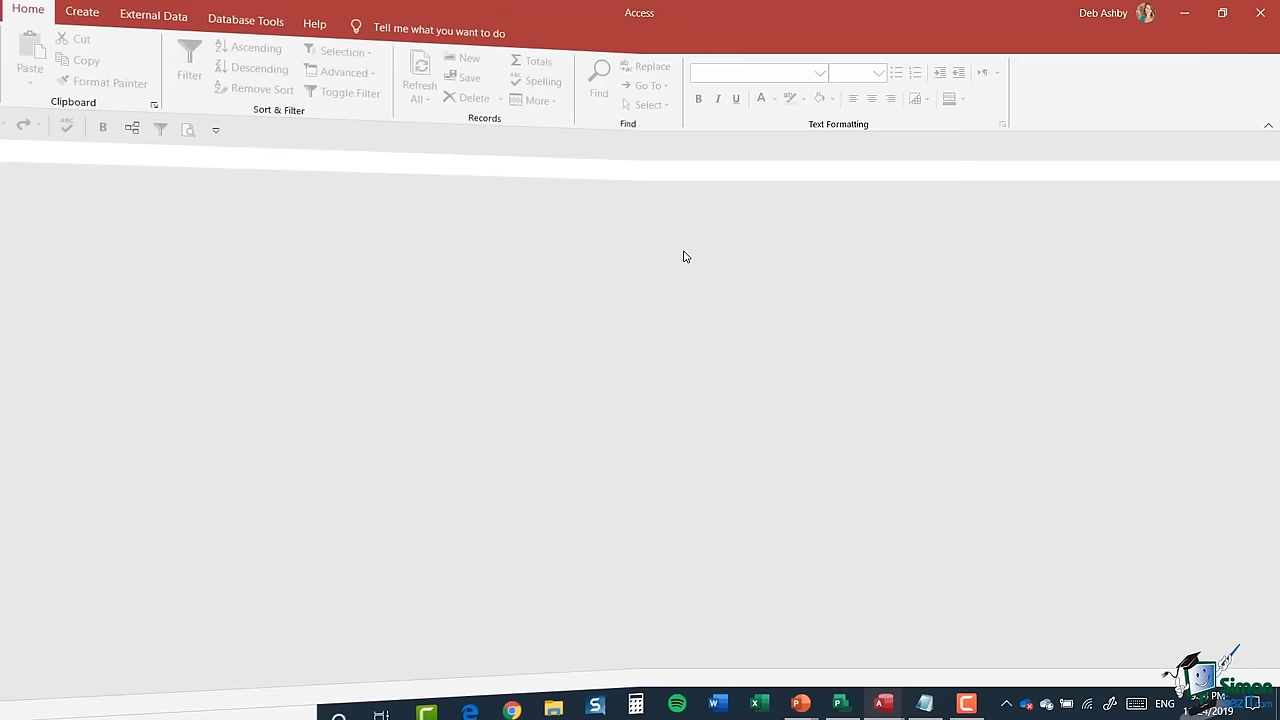 Home Create External Data Database Tools Help Tell me what you want to do Access Deb Ashby
Paste
Cut
Copy
Format Painter
Clipboard
Filter
Ascending
Descending
Remove Sort
Selection
Advanced
Toggle Filter
Sort & Filter
Refresh
All
New
Save
Delete
Totals
Spelling
More
Records
Find
Replace
Go To
Select
Find
B I U A
Text Formatting
ABC B